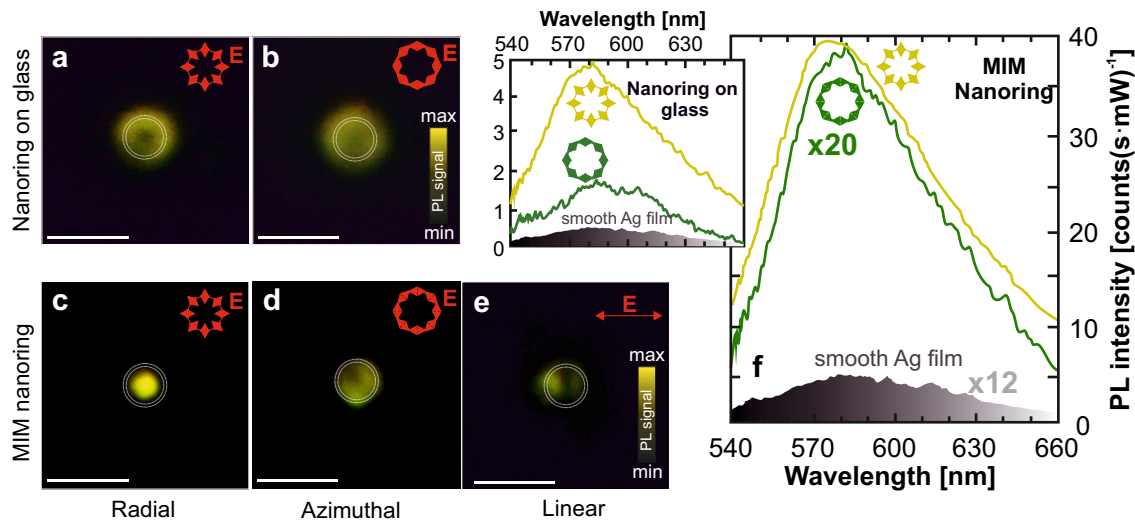 Nanoring on glass
a
E
b
E
max
PL signal
min
Wavelength [nm]
540 570 600 630
5
4
3
2
1
0
Nanoring on
glass
smooth Ag film
MIM
Nanoring
x20
40
30
20
10
0
PL intensity [counts(s·mW)⁻¹
f
smooth Ag film
x12
540 570 600 630 660
Wavelength [nm]
MIM nanoring
c
E
d
E
e
E
max
PL signal
min
Radial
Azimuthal
Linear